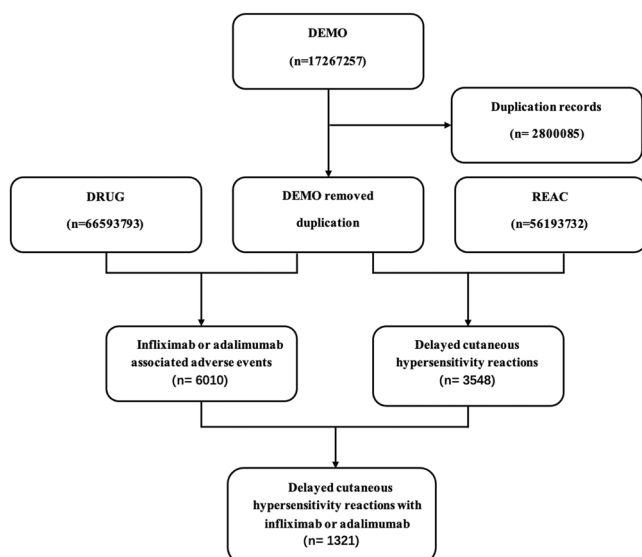 DEMO
(n=17267257)
Duplication records
(n= 2800085)
DRUG
(n=66593793)
DEMO removed
duplication
REAC
(n=56193732)
Infliximab or adalimumab
associated adverse events
(n= 6010)
Delayed cutaneous
hypersensitivity reactions
(n= 3548)
Delayed cutaneous
hypersensitivity reactions with
infliximab or adalimumab
(n= 1321)